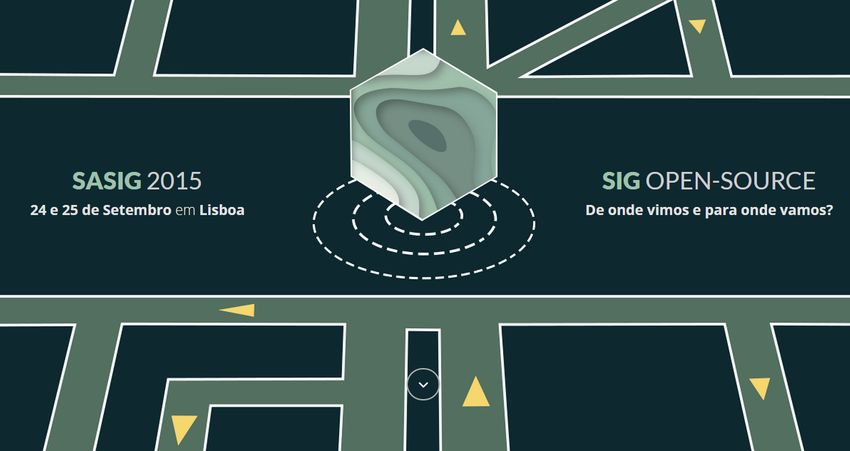 SASIG 2015
24 e 25 de Setembro em Lisboa
SIG OPEN-SOURCE
De onde vimos e para onde vamos?